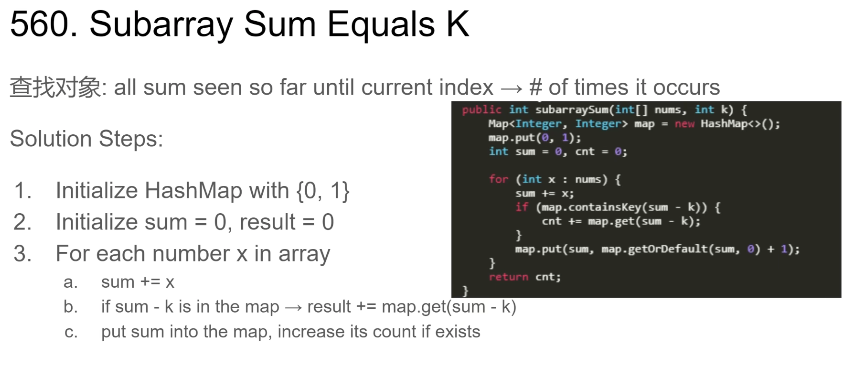 560. Subarray Sum Equals K
查找对象: all sum seen so far until current index → # of times it occurs
Solution Steps:
1. Initialize HashMap with {0, 1}
2. Initialize sum = 0, result = 0
3. For each number x in array
a. sum += x
b. if sum - k is in the map → result += map.get(sum - k)
c. put sum into the map, increase its count if exists
public int subarraySum(int[] nums, int k) {
Map<Integer, Integer> map = new HashMap<>();
map.put(0, 1);
int sum = 0, cnt = 0;
for (int x : nums) {
sum += x;
if (map.containsKey(sum - k)) {
cnt += map.get(sum - k);
}
map.put(sum, map.getOrDefault(sum, 0) + 1);
}
return cnt;
}